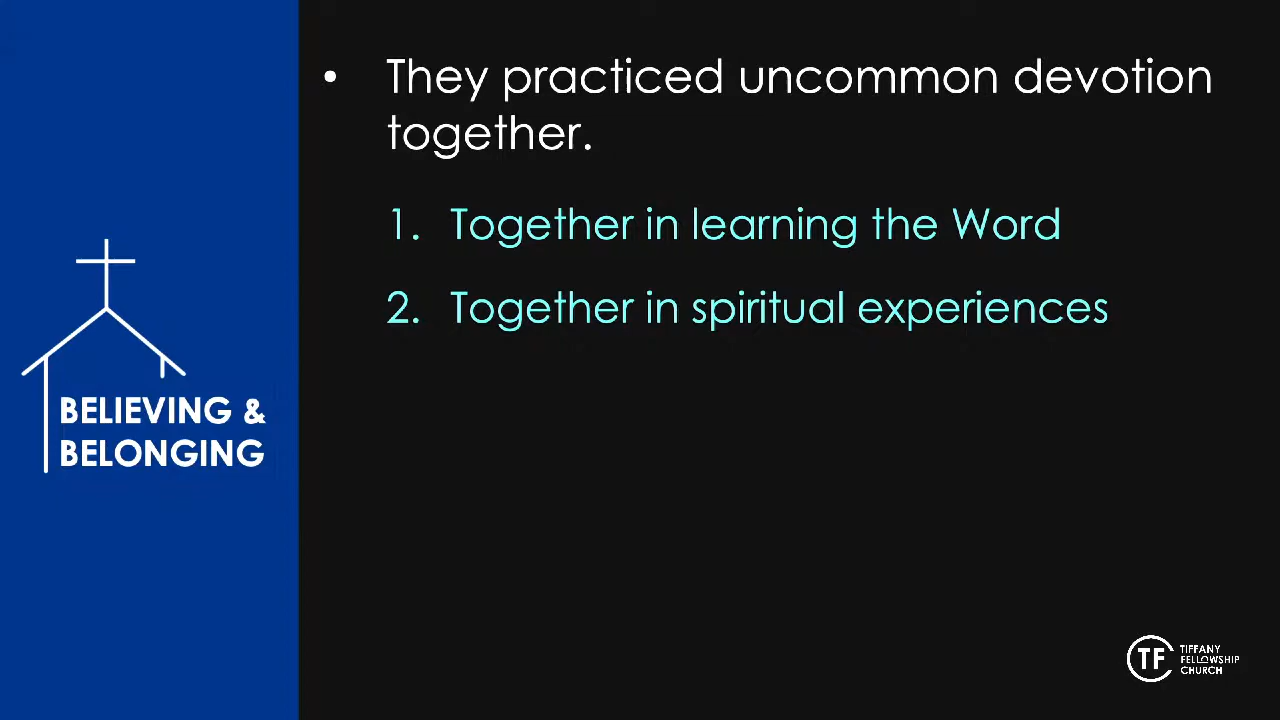 BELIEVING &
BELONGING
• They practiced uncommon devotion
together.
1. Together in learning the Word
2. Together in spiritual experiences
TF
TIFFANY
FELLOWSHIP
CHURCH